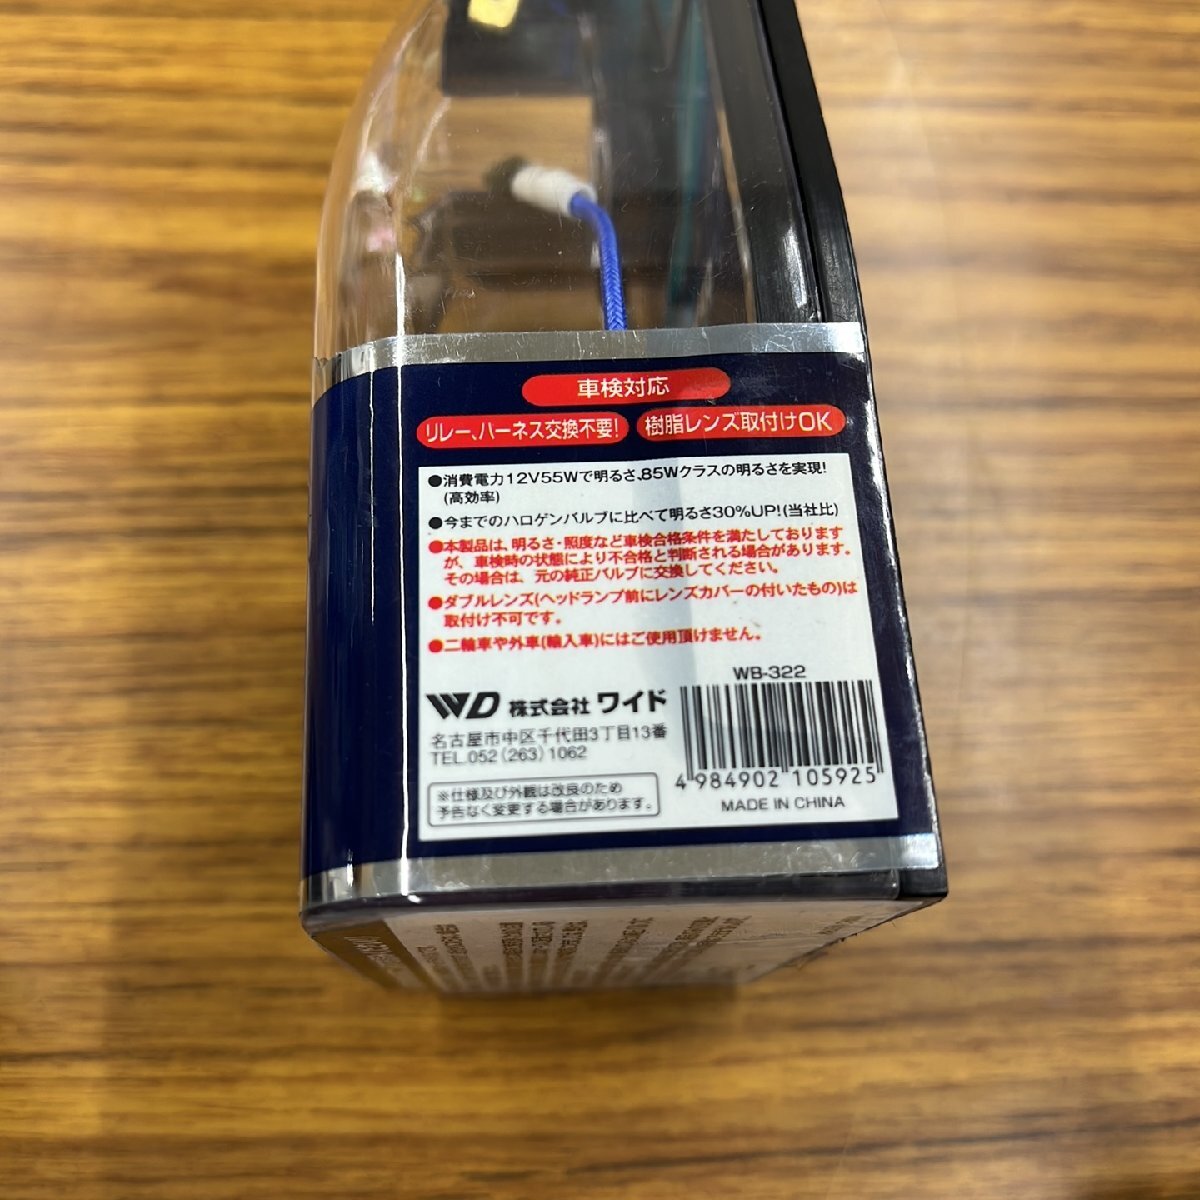 車検対応
リレー、ハーネス交換不要!
樹脂レンズ取付けOK
●消費電力12V55Wで明るさ、85Wクラスの明るさを実現!
(高効率)
●今までのハロゲンバルブに比べて明るさ30%UP!(当社比)
●本製品は、明るさ・照度など車検合格条件を満たしております
が、車検時の状態により不合格と判断される場合があります。
その場合は、元の純正バルブに交換してください。
●ダブルレンズ(ヘッドランプ前にレンズカバーの付いたもの)は
取付け不可です。
●二輪車や外車(輸入車)にはご使用頂けません。
WB-322
WD 株式会社 ワイド
名古屋市中区千代田3丁目13番
TEL.052(263)1062
※仕様及び外観は改良のため
予告なく変更する場合があります。
4 984902 105925
MADE IN CHINA